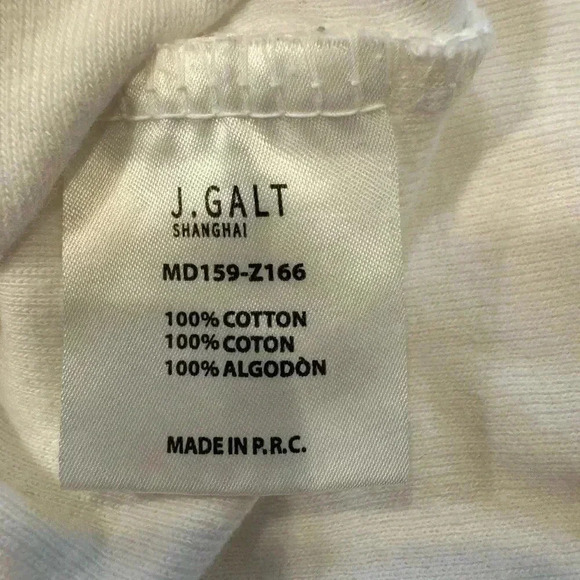 J.GALT
SHANGHAI
MD159-Z166
100% COTTON
100% COTON
100% ALGODÒN
MADE IN P.R.C.